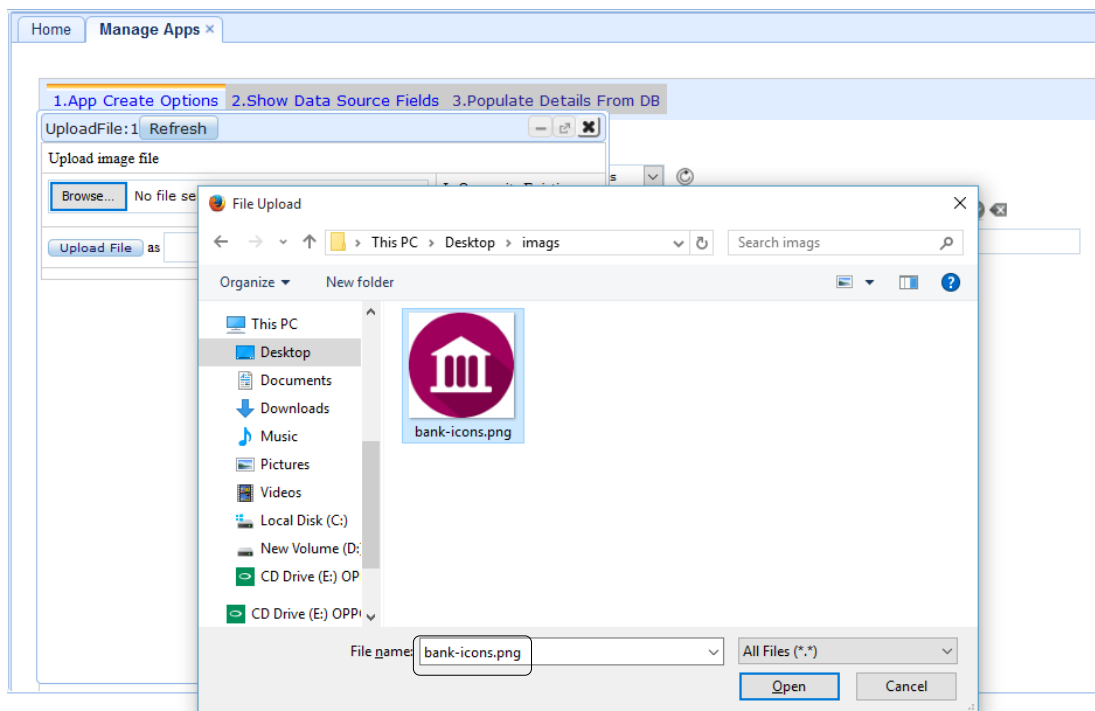 Home Manage Apps ×
1.App Create Options 2.Show Data Source Fields 3.Populate Details From DB
UploadFile:1 Refresh
Upload image file
Browse... No file se
Upload File as
File Upload
This PC > Desktop > imags
Search imags
Organize
New folder
This PC
Desktop
Documents
Downloads
Music
Pictures
Videos
Local Disk (C:)
New Volume (D:
CD Drive (E:) OP
CD Drive (E:) OPP
bank-icons.png
File name: bank-icons.png
All Files (*.*)
Open Cancel